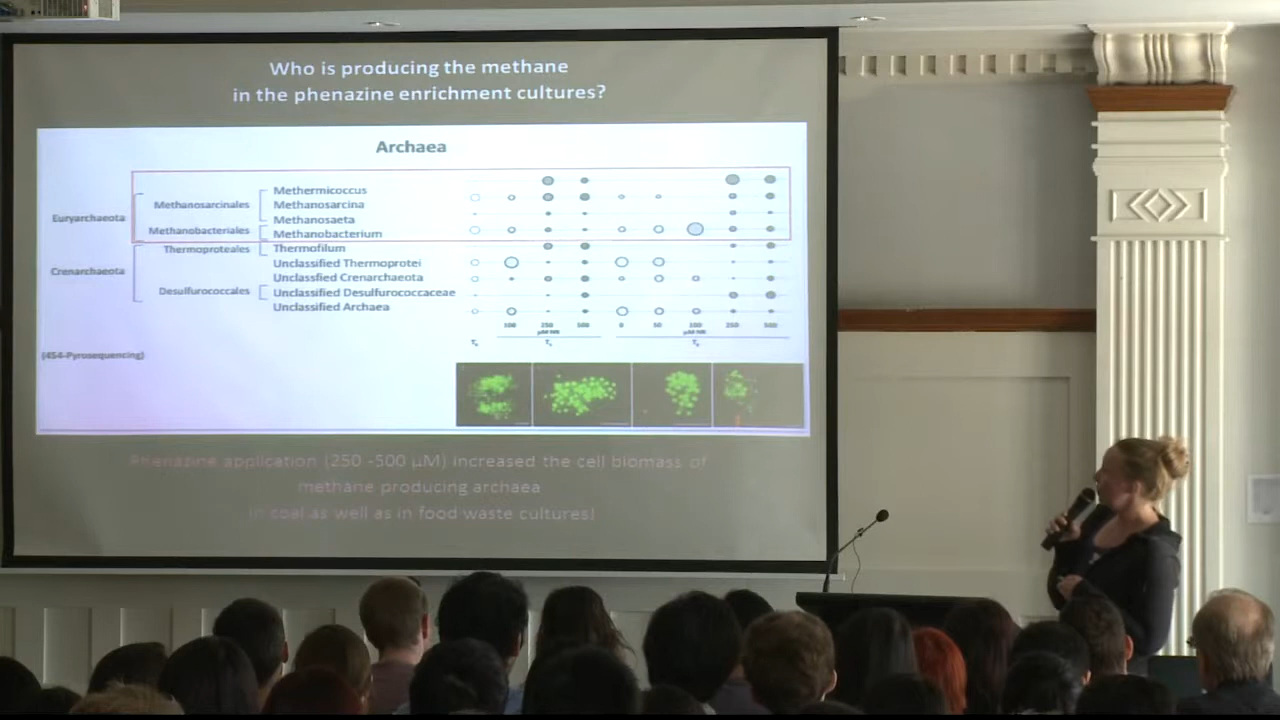 Who is producing the methane
in the phenazine enrichment cultures?
Archaea
Methermicoccus
Methanosarcinales
Methanosarcina
Euryarchaeota
Methanosaeta
Methanobacteriales
Methanobacterium
Thermoproteales
Thermofilum
Unclassified Thermoprotei
Crenarchaeota
Unclassfied Crenarchaeota
Desulfurococcales
Unclassified Desulfurococcaceae
Unclassified Archaea
100 250 500 0 50 100 250 500
(454-Pyrosequencing)
Phenazine application (250 -500 µM) increased the cell biomass of
methane producing archaea
in coal as well as in food waste cultures!